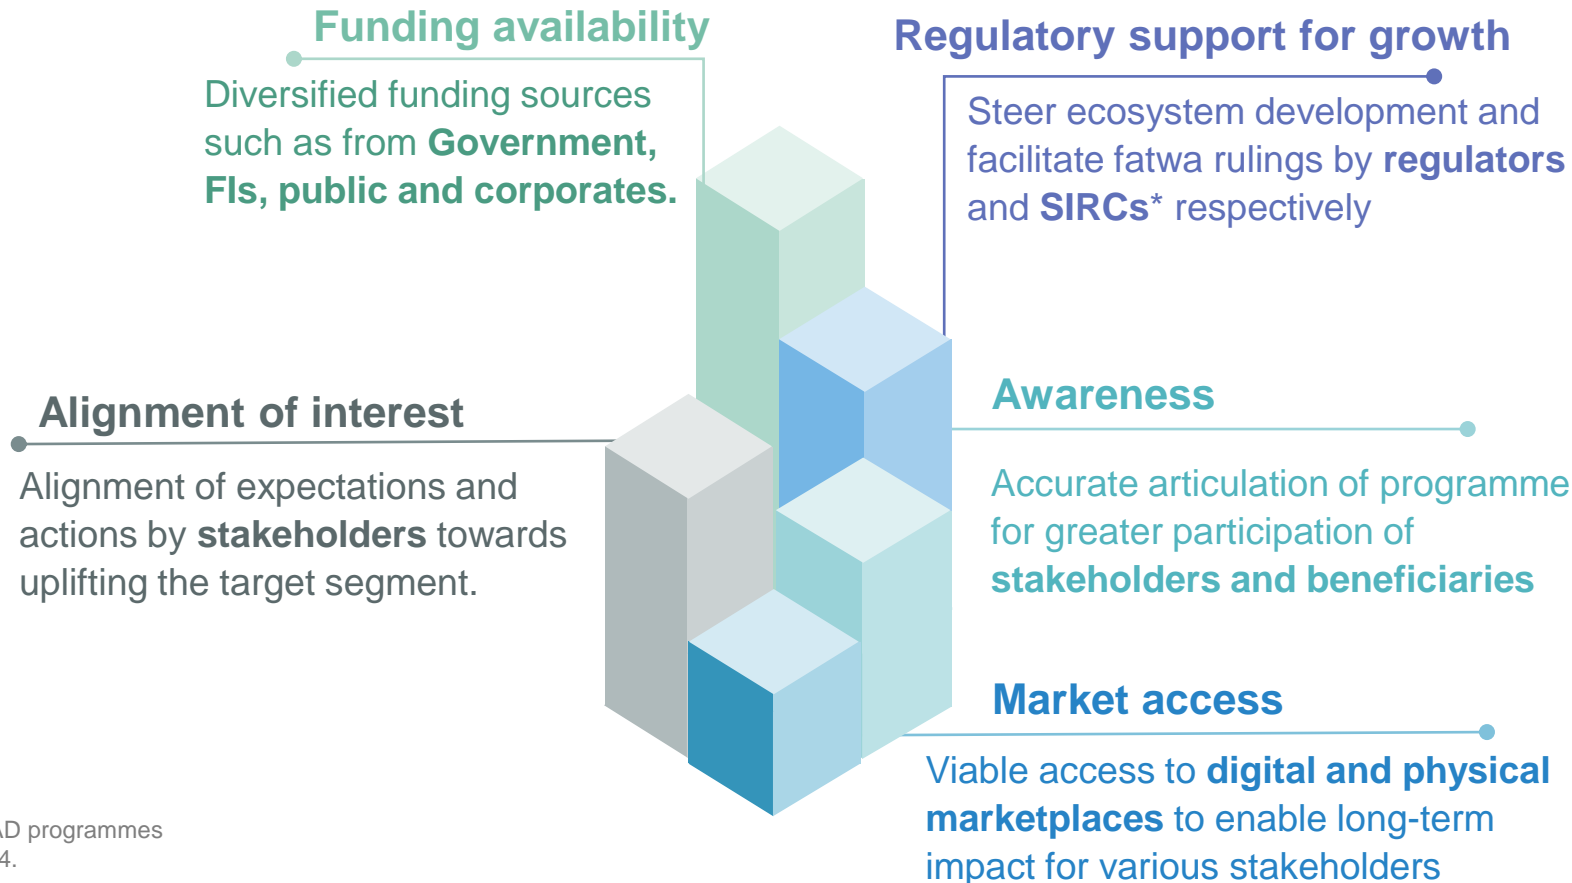 Funding availability
Diversified funding sources
such as from Government,
FIs, public and corporates.
Regulatory support for growth
Steer ecosystem development and
facilitate fatwa rulings by regulators
and SIRCs* respectively
Alignment of interest
Alignment of expectations and
actions by stakeholders towards
uplifting the target segment.
Awareness
Accurate articulation of programme
for greater participation of
stakeholders and beneficiaries
Market access
Viable access to digital and physical
marketplaces to enable long-term
impact for various stakeholders
programmes
4.